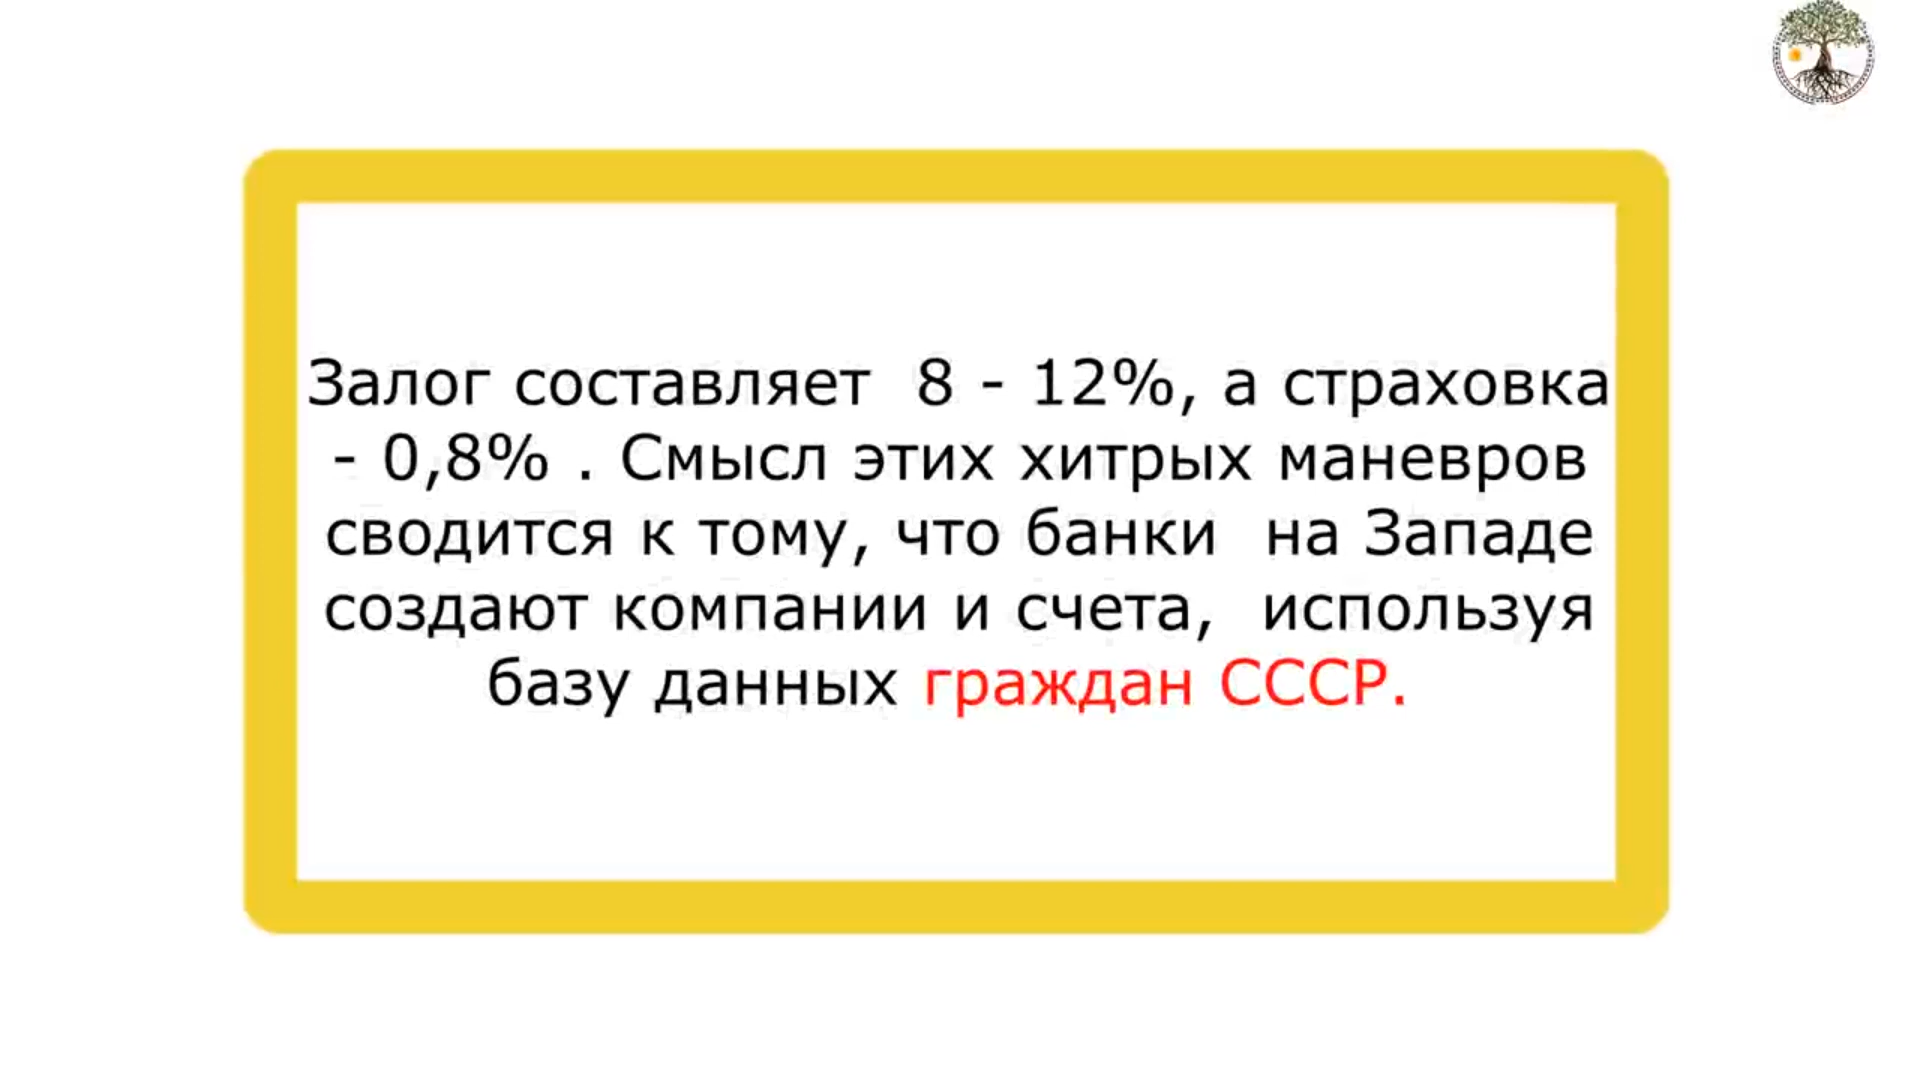 Залог составляет  8 - 12%, а страховка
- 0,8% . Смысл этих хитрых маневров
сводится к тому, что банки  на Западе
создают компании и счета,  используя
базу данных граждан СССР.